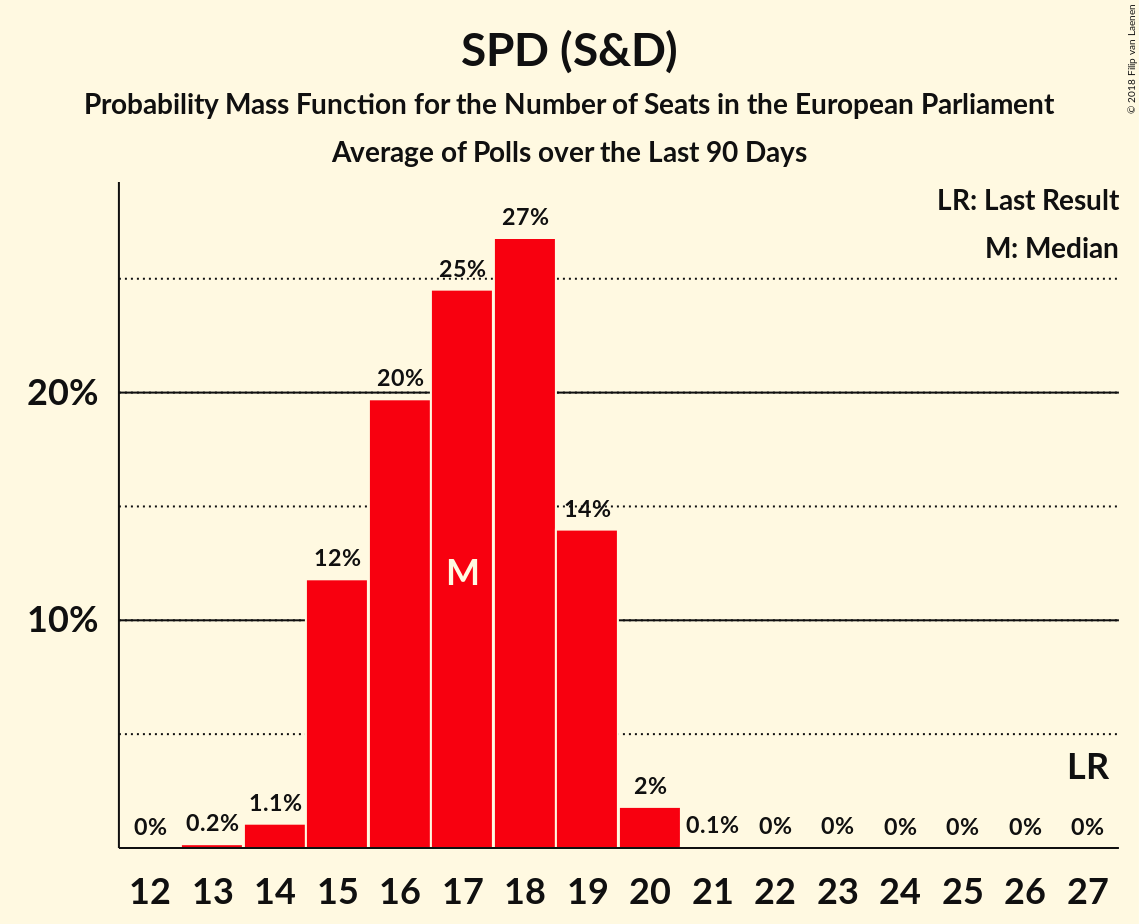 SPD (S&D)
Probability Mass Function for the Number of Seats in the European Parliament
Average of Polls over the Last 90 Days
© 2018 Filip van Laenen
LR: Last Result
M: Median
27%
25%
20%
20%
14%
12%
M
10%
LR
2%
1.1%
0% 0.2% 0.1% 0% 0% 0% 0% 0% 0%
12 13 14 15 16 17 18 19 20 21 22 23 24 25 26 27